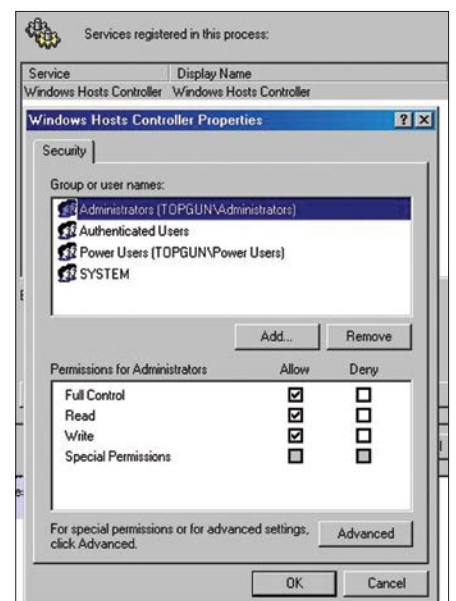 Services registered in this process:
Service Display Name
Windows Hosts Controller Windows Hosts Controller
Windows Hosts Controller Properties
Security
Group or user names:
Administrators (TOPGUN\Administrators)
Authenticated Users
Power Users (TOPGUN\Power Users)
SYSTEM
Add... Remove
Permissions for Administrators Allow Deny
Full Control
Read
Write
Special Permissions
For special permissions or for advanced settings,
click Advanced.
Advanced
OK Cancel